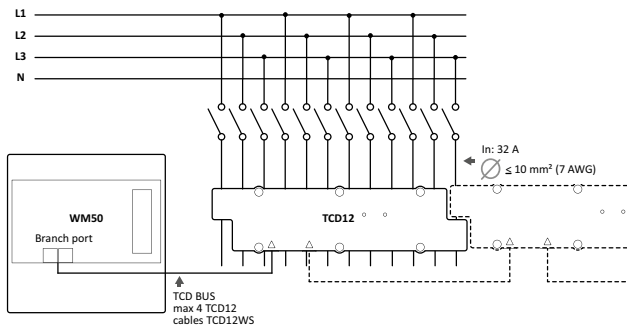 L1
L2
L3
N
In: 32 A
≤ 10 mm² (7 AWG)
WM50
TCD12
Branch port
TCD BUS
max 4 TCD12
cables TCD12WS